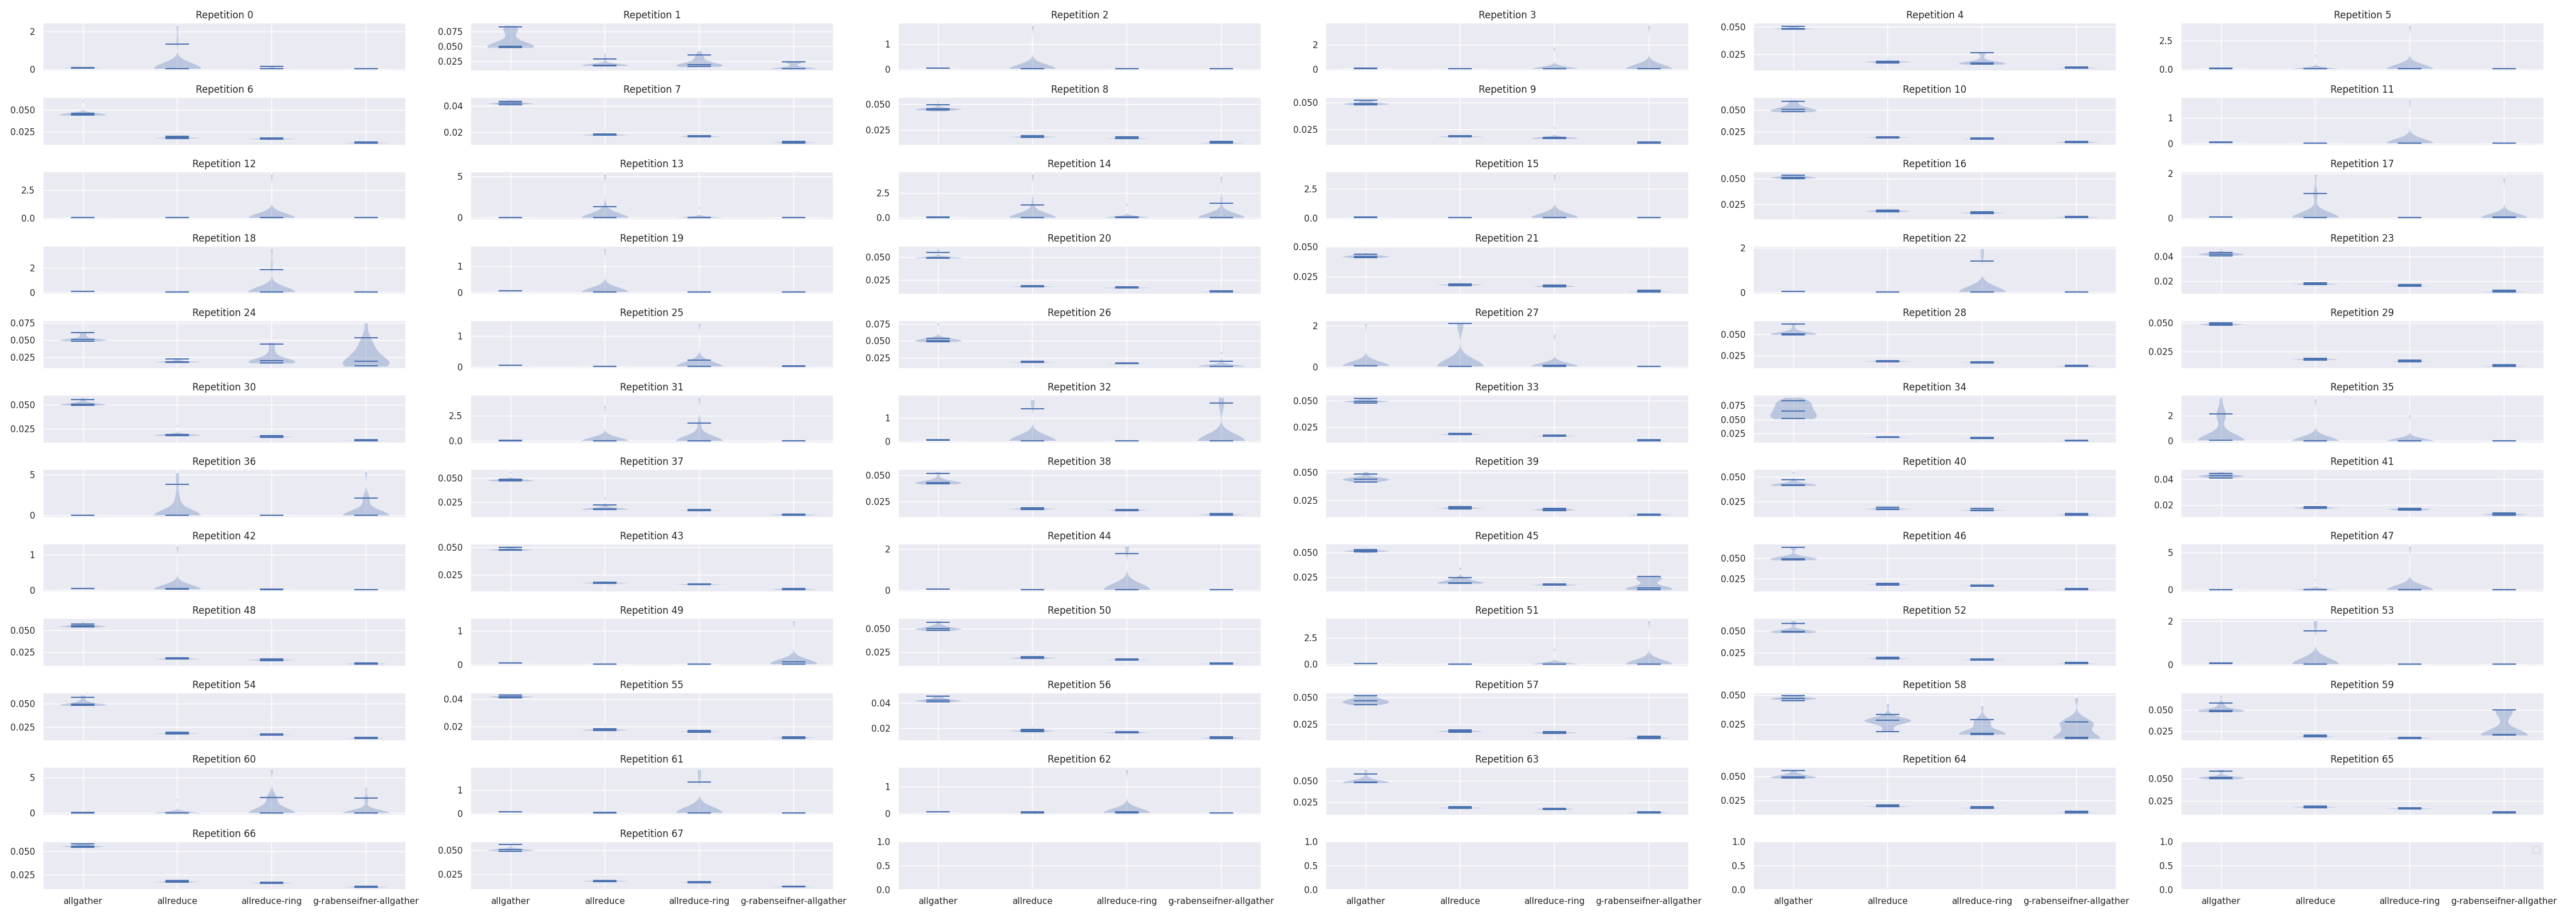 Repetition 0 Repetition 1 Repetition 2 Repetition 3 Repetition 4 Repetition 5
2 0.075 1 2 0.050 2.5
0.050 0.025
0 0.025 0 0 0.0
Repetition 6 Repetition 7 Repetition 8 Repetition 9 Repetition 10 Repetition 11
0.050 0.04 0.050 0.050 0.050 1
0.025 0.02 0.025 0.025 0.025 0
Repetition 12 Repetition 13 Repetition 14 Repetition 15 Repetition 16 Repetition 17
2.5 5 2.5 2.5 0.050 2
0.0 0 0.0 0.0 0.025 0
Repetition 18 Repetition 19 Repetition 20 Repetition 21 Repetition 22 Repetition 23
2 1 0.050 0.050 2 0.04
0 0 0.025 0.025 0 0.02
Repetition 24 Repetition 25 Repetition 26 Repetition 27 Repetition 28 Repetition 29
0.075 1 0.075 2 0.050 0.050
0.050 0.050
0.025 0 0.025 0 0.025 0.025
Repetition 30 Repetition 31 Repetition 32 Repetition 33 Repetition 34 Repetition 35
0.050 2.5 1 0.050 0.075 2
0.050
0.025 0.0 0 0.025 0.025 0
Repetition 36 Repetition 37 Repetition 38 Repetition 39 Repetition 40 Repetition 41
5 0.050 0.050 0.050 0.050 0.04
0 0.025 0.025 0.025 0.025 0.02
Repetition 42 Repetition 43 Repetition 44 Repetition 45 Repetition 46 Repetition 47
1 0.050 2 0.050 0.050 5
0 0.025 0 0.025 0.025 0
Repetition 48 Repetition 49 Repetition 50 Repetition 51 Repetition 52 Repetition 53
0.050 1 0.050 2.5 0.050 2
0.025 0 0.025 0.0 0.025 0
Repetition 54 Repetition 55 Repetition 56 Repetition 57 Repetition 58 Repetition 59
0.050 0.04 0.04 0.050 0.050 0.050
0.025 0.02 0.02 0.025 0.025 0.025
Repetition 60 Repetition 61 Repetition 62 Repetition 63 Repetition 64 Repetition 65
5 1 1 0.050 0.050 0.050
0 0 0 0.025 0.025 0.025
Repetition 66 Repetition 67
0.050 0.050 1.0 1.0 1.0 1.0
0.5 0.5 0.5 0.5
0.025 0.025 0.0 0.0 0.0 0.0
allgather allreduce allreduce-ring g-rabenseifner-allgather allgather allreduce allreduce-ring g-rabenseifner-allgather allgather allreduce allreduce-ring g-rabenseifner-allgather allgather allreduce allreduce-ring g-rabenseifner-allgather allgather allreduce allreduce-ring g-rabenseifner-allgather allgather allreduce allreduce-ring g-rabenseifner-allgather